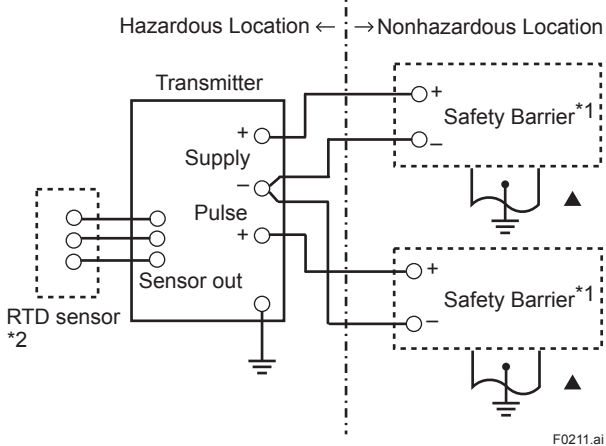 Hazardous Location ← → Nonhazardous Location
Transmitter
+
Supply
–
Pulse
+
Sensor out
RTD sensor
*2
+
Safety Barrier*1
–
▲
+
Safety Barrier*1
–
▲
F0211.ai